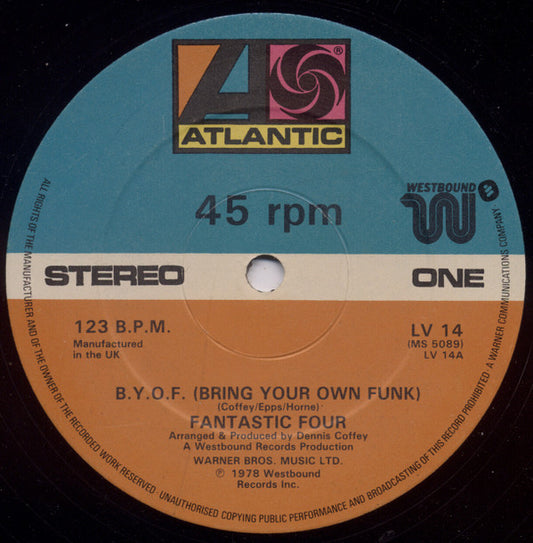 ATLANTIC
®
45 rpm
WESTBOUND
STEREO
ONE
123 B.P.M.
Manufactured
in the UK
LV 14
(MS 5089)
LV 14A
B.Y.O.F. (BRING YOUR OWN FUNK)
(Coffey/Epps/Horne)
FANTASTIC FOUR
Arranged & Produced by Dennis Coffey
A Westbound Records Production
WARNER BROS. MUSIC LTD.
℗ 1978 Westbound
Records Inc.
ALL RIGHTS OF THE MANUFACTURER AND OF THE OWNER OF THE RECORDED WORK RESERVED. UNAUTHORISED COPYING PUBLIC PERFORMANCE AND BROADCASTING OF THIS RECORD PROHIBITED. A WARNER COMMUNICATIONS COMPANY